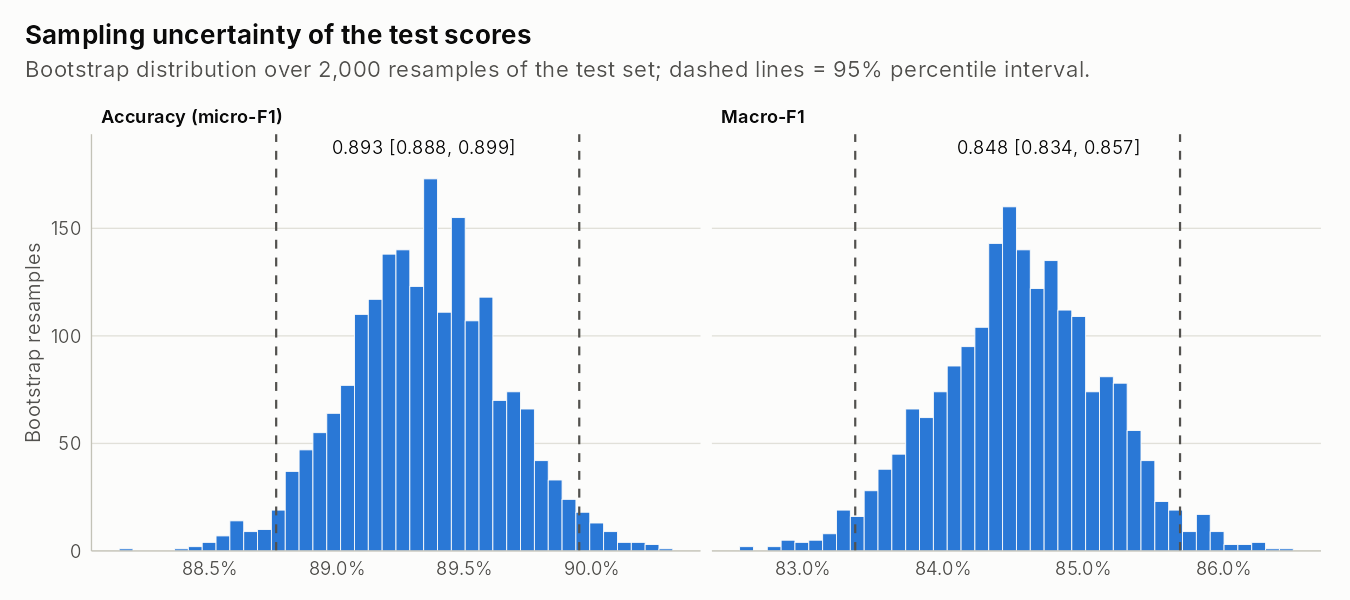 Sampling uncertainty of the test scores
Bootstrap distribution over 2,000 resamples of the test set; dashed lines = 95% percentile interval.
Accuracy (micro-F1)
Macro-F1
0.893 [0.888, 0.899]
0.848 [0.834, 0.857]
Bootstrap resamples
150
100
50
0
88.5% 89.0% 89.5% 90.0%
83.0% 84.0% 85.0% 86.0%